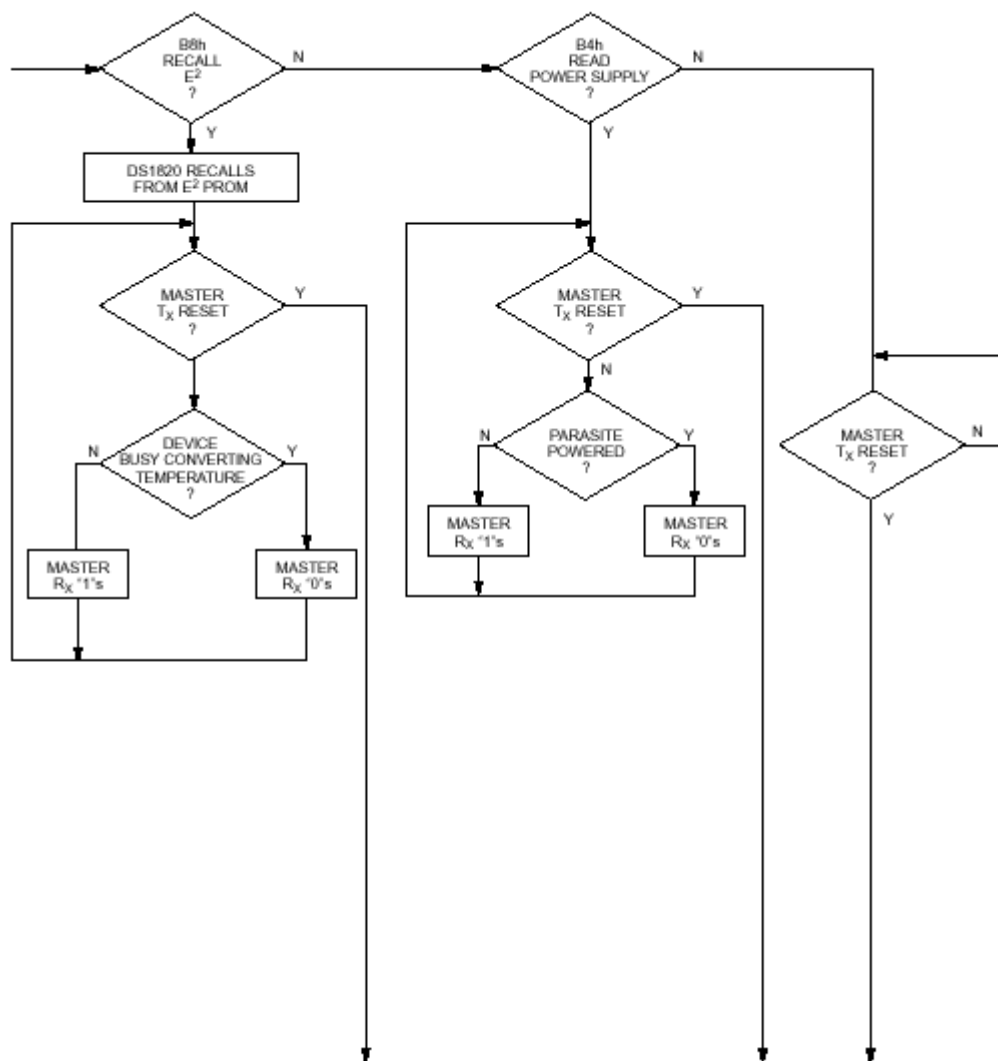 B8h
RECALL
E²
?
N
Y
B4h
READ
POWER SUPPLY
?
N
Y
DS1820 RECALLS
FROM E² PROM
MASTER
TX RESET
?
Y
MASTER
TX RESET
?
Y
N
DEVICE
BUSY CONVERTING
TEMPERATURE
?
N
Y
PARASITE
POWERED
?
N
Y
MASTER
TX RESET
?
N
Y
MASTER
RX "1"s
MASTER
RX "0"s
MASTER
RX "1"s
MASTER
RX "0"s